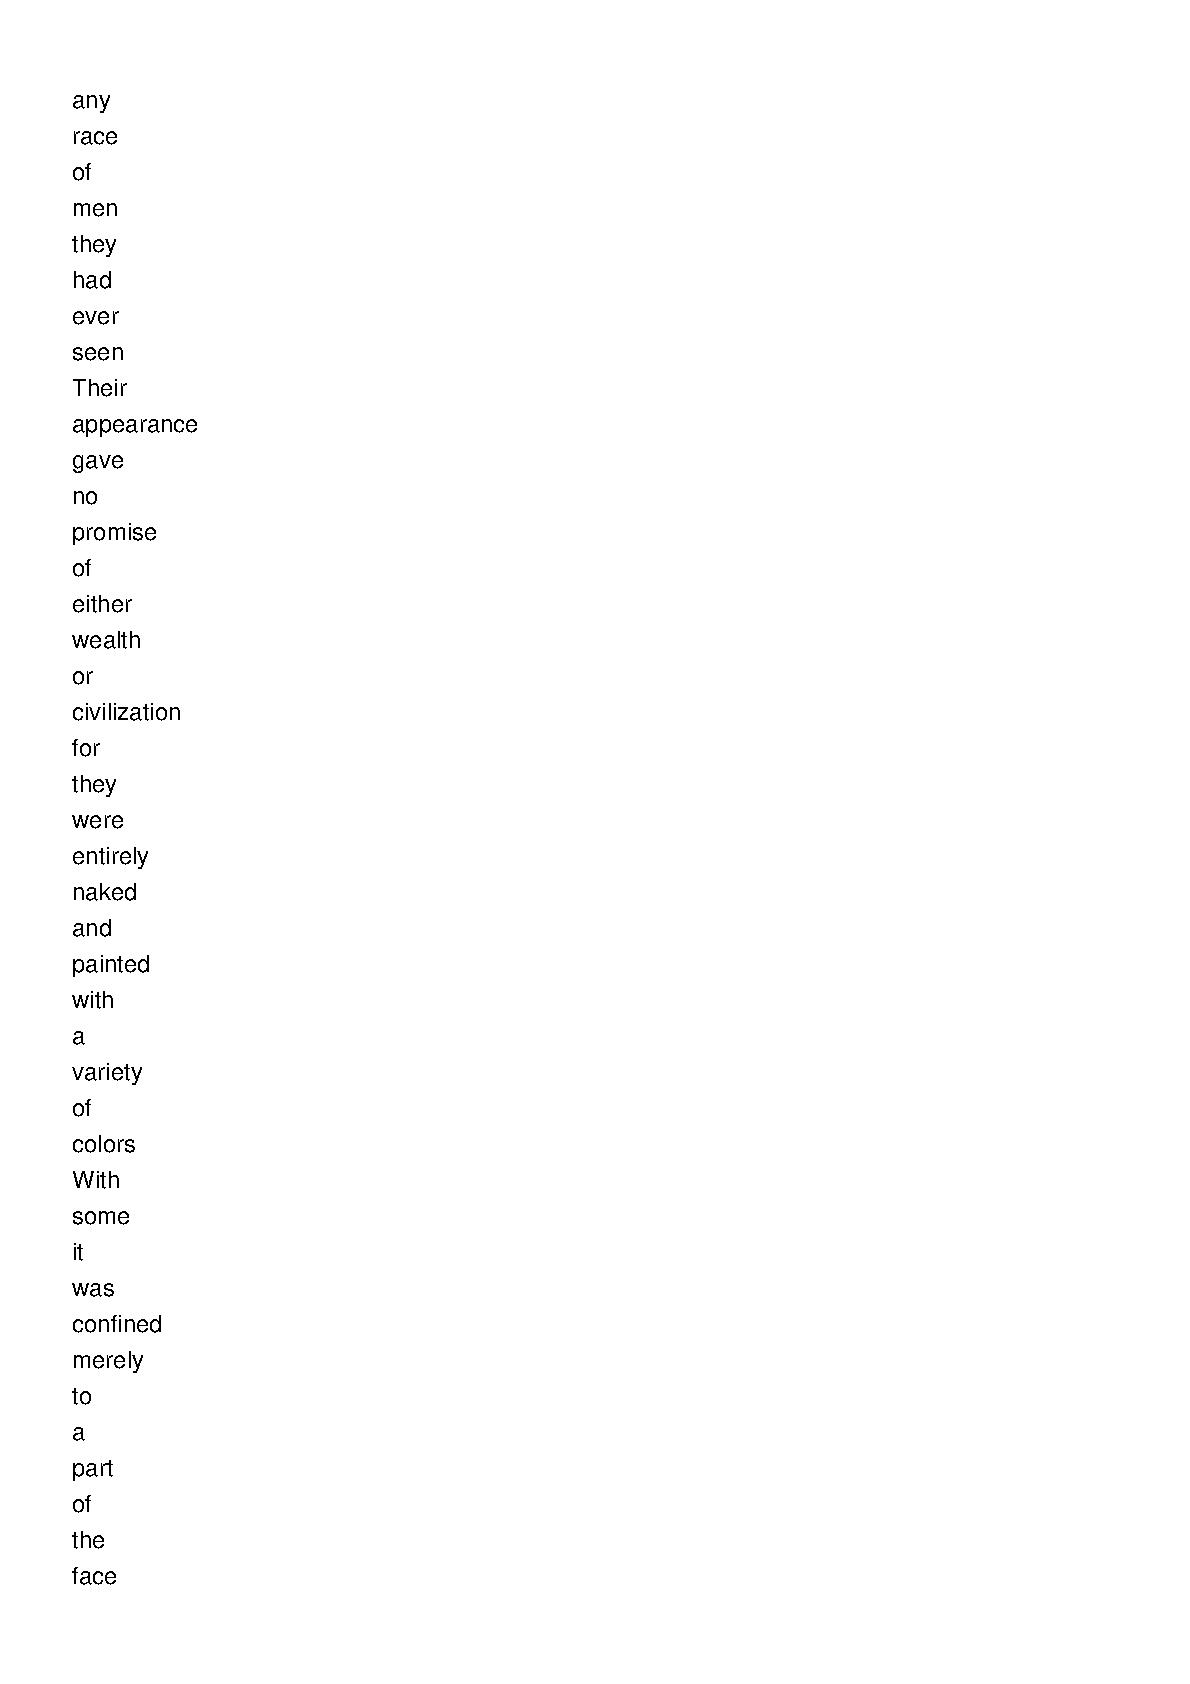 any
race
of
men
they
had
ever
seen
Their
appearance
gave
no
promise
of
either
wealth
or
civilization
for
they
were
entirely
naked
and
painted
with
a
variety
of
colors
With
some
it
was
confined
merely
to
a
part
of
the
face